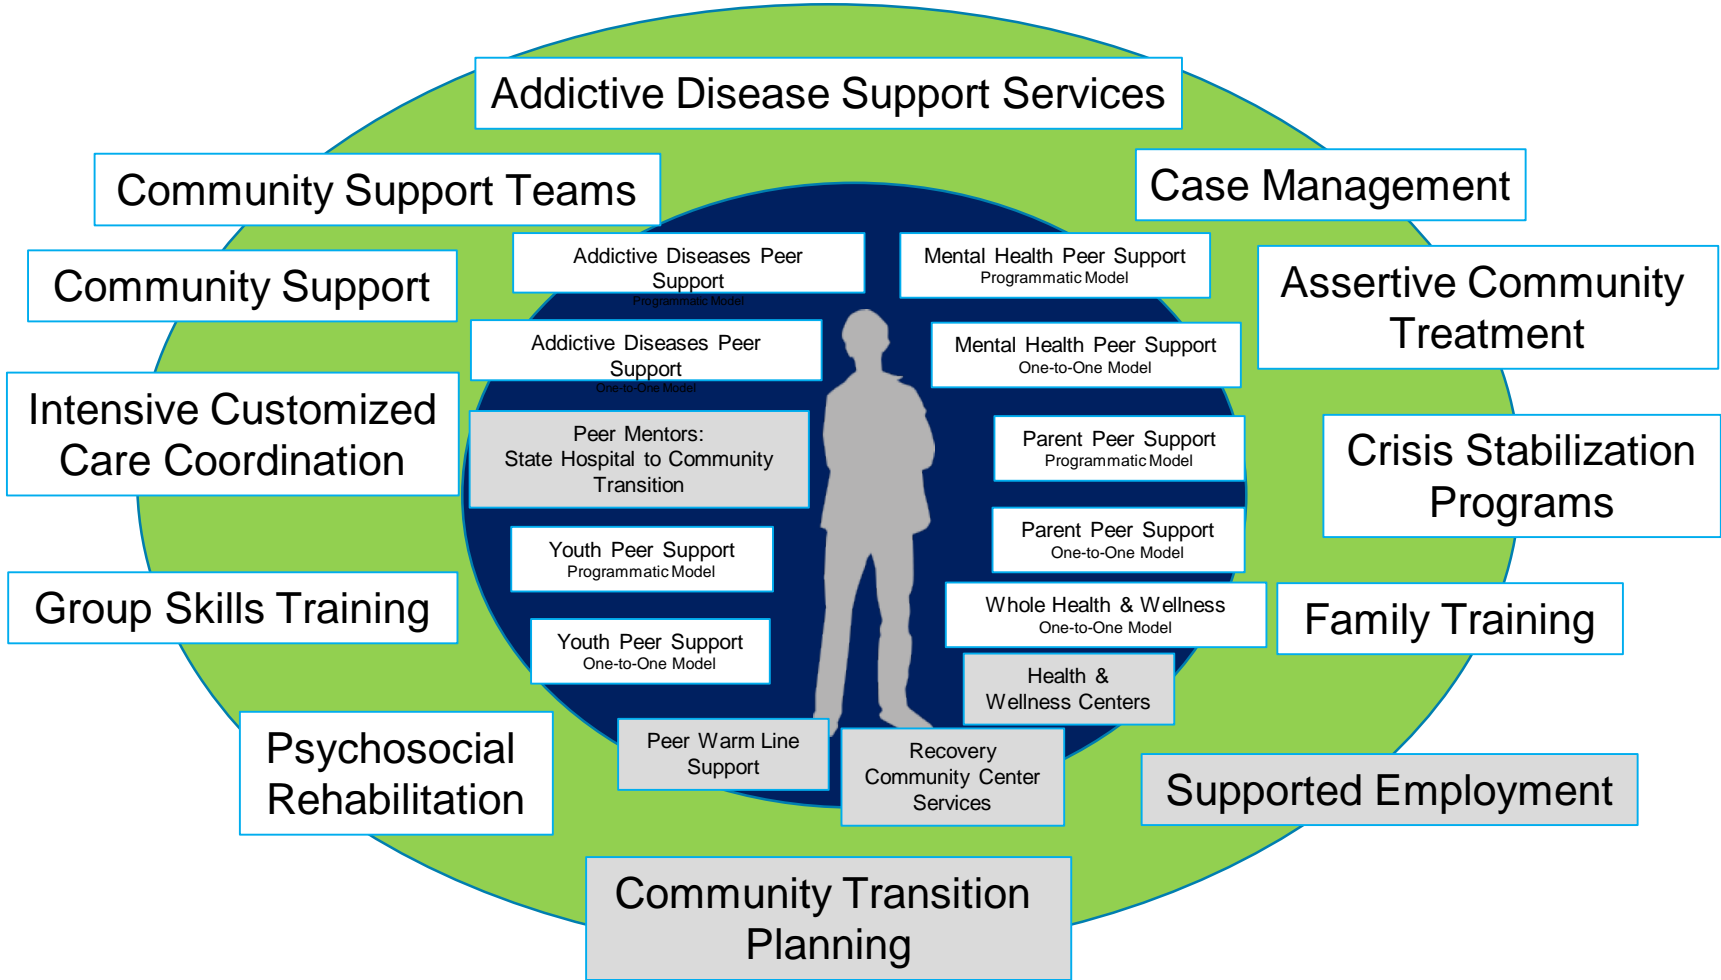 Addictive Disease Support Services
Community Support Teams
Case Management
Community Support
Assertive Community
Treatment
Intensive Customized
Care Coordination
Crisis Stabilization
Programs
Group Skills Training
Family Training
Psychosocial
Rehabilitation
Supported Employment
Community Transition
Planning
Addictive Diseases Peer
Support
Programmatic Model
Mental Health Peer Support
Programmatic Model
Addictive Diseases Peer
Support
One-to-One Model
Mental Health Peer Support
One-to-One Model
Peer Mentors:
State Hospital to Community
Transition
Parent Peer Support
Programmatic Model
Youth Peer Support
Programmatic Model
Parent Peer Support
One-to-One Model
Youth Peer Support
One-to-One Model
Whole Health & Wellness
One-to-One Model
Health &
Wellness Centers
Peer Warm Line
Support
Recovery
Community Center
Services